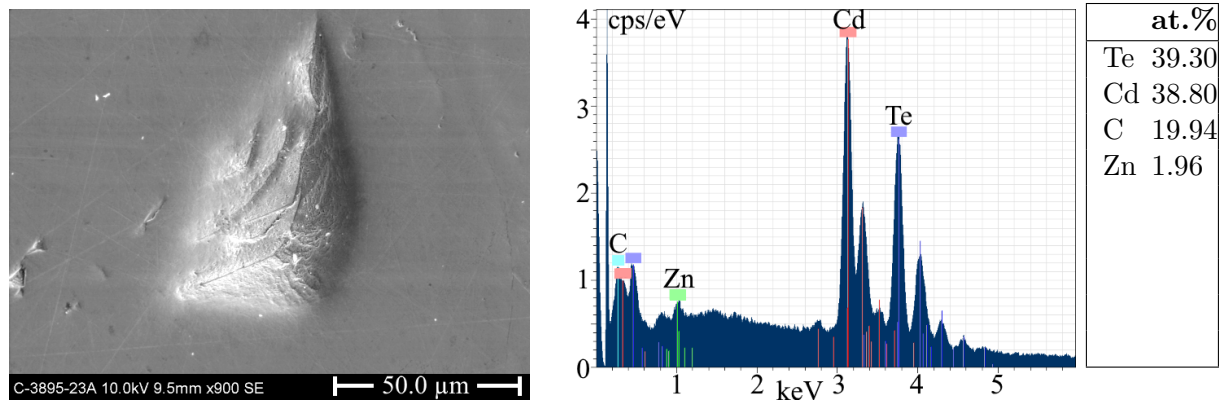 C-3895-23A 10.0kV 9.5mm x900 SE
50.0 µm
cps/eV
4
3
2
1
0
Cd
Te
C
Zn
1
2
keV
3
4
5
at.%
Te 39.30
Cd 38.80
C 19.94
Zn 1.96